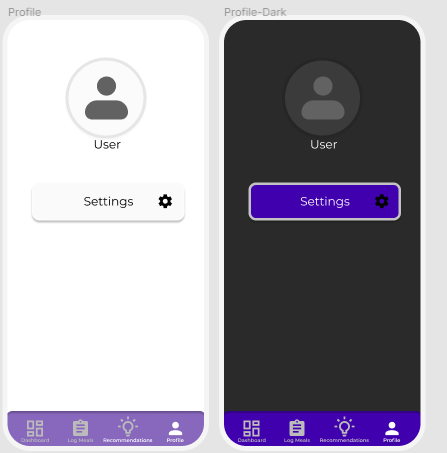 Profile
User
Settings
Dashboard
Log Meals
Recommendations
Profile
Profile-Dark
User
Settings
Dashboard
Log Meals
Recommendations
Profile